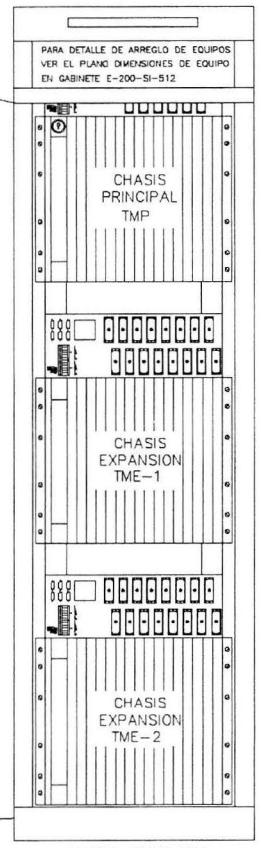 PARA DETALLE DE ARREGLO DE EQUIPOS
VER EL PLANO DIMENSIONES DE EQUIPO
EN GABINETE E-200-SI-512
CHASIS
PRINCIPAL
TMP
CHASIS
EXPANSION
TME-1
CHASIS
EXPANSION
TME-2